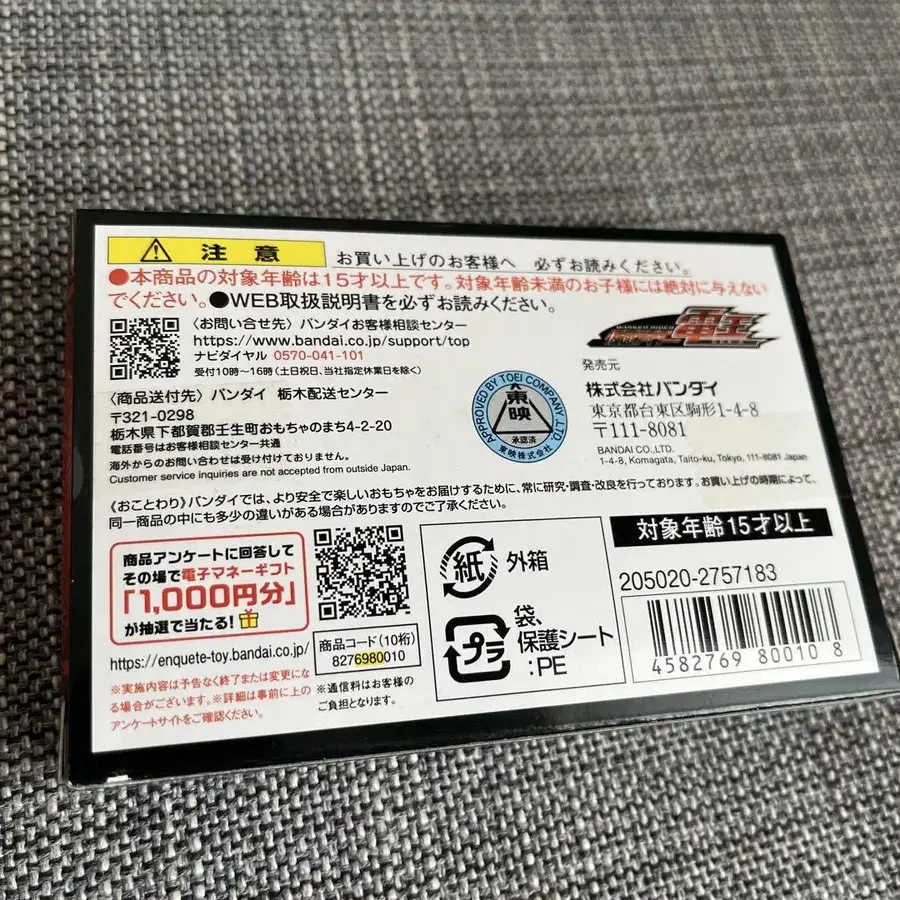 注意 お買い上げのお客様へ 必ずお読みください。
●本商品の対象年齢は15才以上です。対象年齢未満のお子様には絶対に与えない
でください。●WEB取扱説明書を必ずお読みください。
〈お問い合せ先〉バンダイお客様相談センター
https://www.bandai.co.jp/support/top
ナビダイヤル 0570-041-101
受付10時〜16時(土日祝日、当社指定休業日を除く)
〈商品送付先〉バンダイ 栃木配送センター
〒321-0298
栃木県下都賀郡壬生町おもちゃのまち4-2-20
電話番号はお客様相談センター共通
海外からのお問い合わせは受け付けておりません。
Customer service inquiries are not accepted from outside Japan.
APPROVED BY TOEI COMPANY, LTD.
東映
承認済
東映株式会社
電王
発売元
株式会社バンダイ
東京都台東区駒形1-4-8
〒111-8081
BANDAI CO.,LTD.
1-4-8, Komagata, Taito-ku, Tokyo, 111-8081 Japan
《おことわり》バンダイでは、より安全で楽しいおもちゃをお届けするために、常に研究・調査・改良を行っております。お買い上げの時期によって、
同一商品の中にも多少の違いがある場合がありますのでご了承ください。
商品アンケートに回答して
その場で電子マネーギフト
「1,000円分」
が抽選で当たる!
https://enquete-toy.bandai.co.jp/
※実施内容は予告なく終了または変更にな
る場合がございます。※詳細は事前に上の
アンケートサイトをご確認ください。
商品コード(10桁)
8276980010
※通信料はお客様の
ご負担となります。
紙 外箱
プラ 袋、
保護シート
:PE
対象年齢15才以上
205020-2757183
4582769 800108